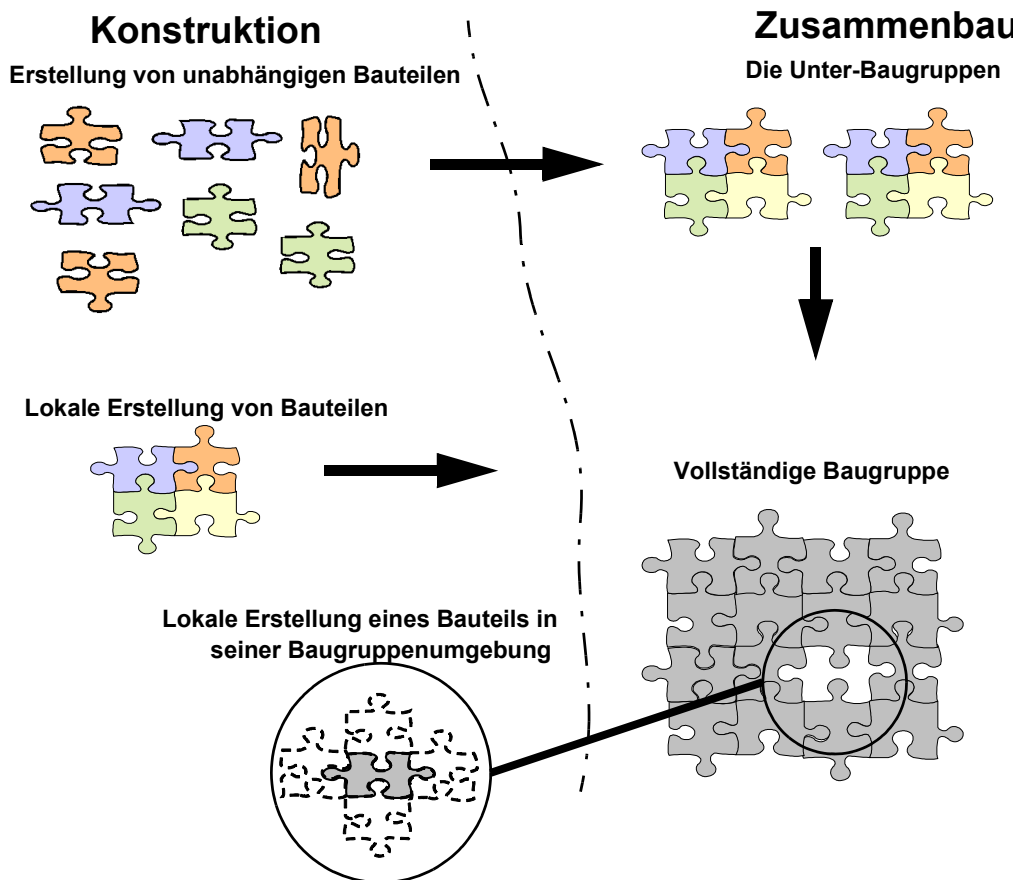 Konstruktion
Erstellung von unabhängigen Bauteilen
Zusammenbau
Die Unter-Baugruppen
Lokale Erstellung von Bauteilen
Vollständige Baugruppe
Lokale Erstellung eines Bauteils in
seiner Baugruppenumgebung